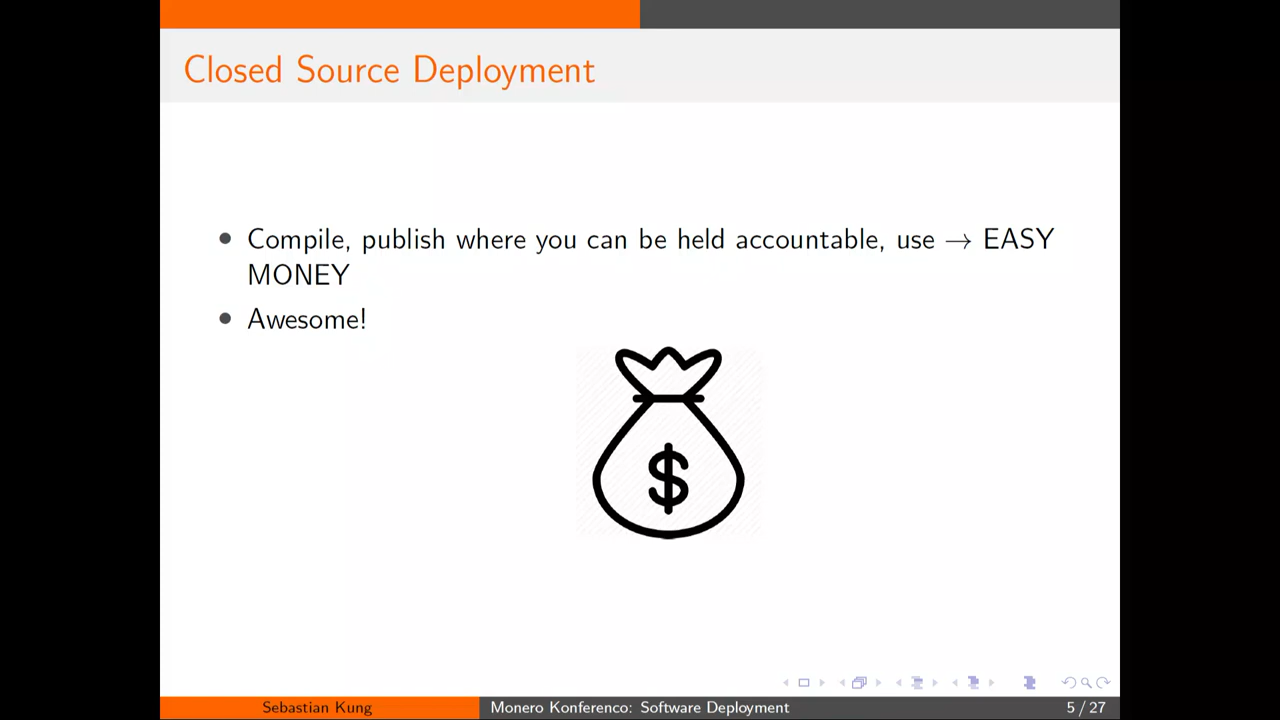 Closed Source Deployment
• Compile, publish where you can be held accountable, use → EASY
MONEY
• Awesome!
$
Sebastian Kung
Monero Konferenco: Software Deployment
5 / 27